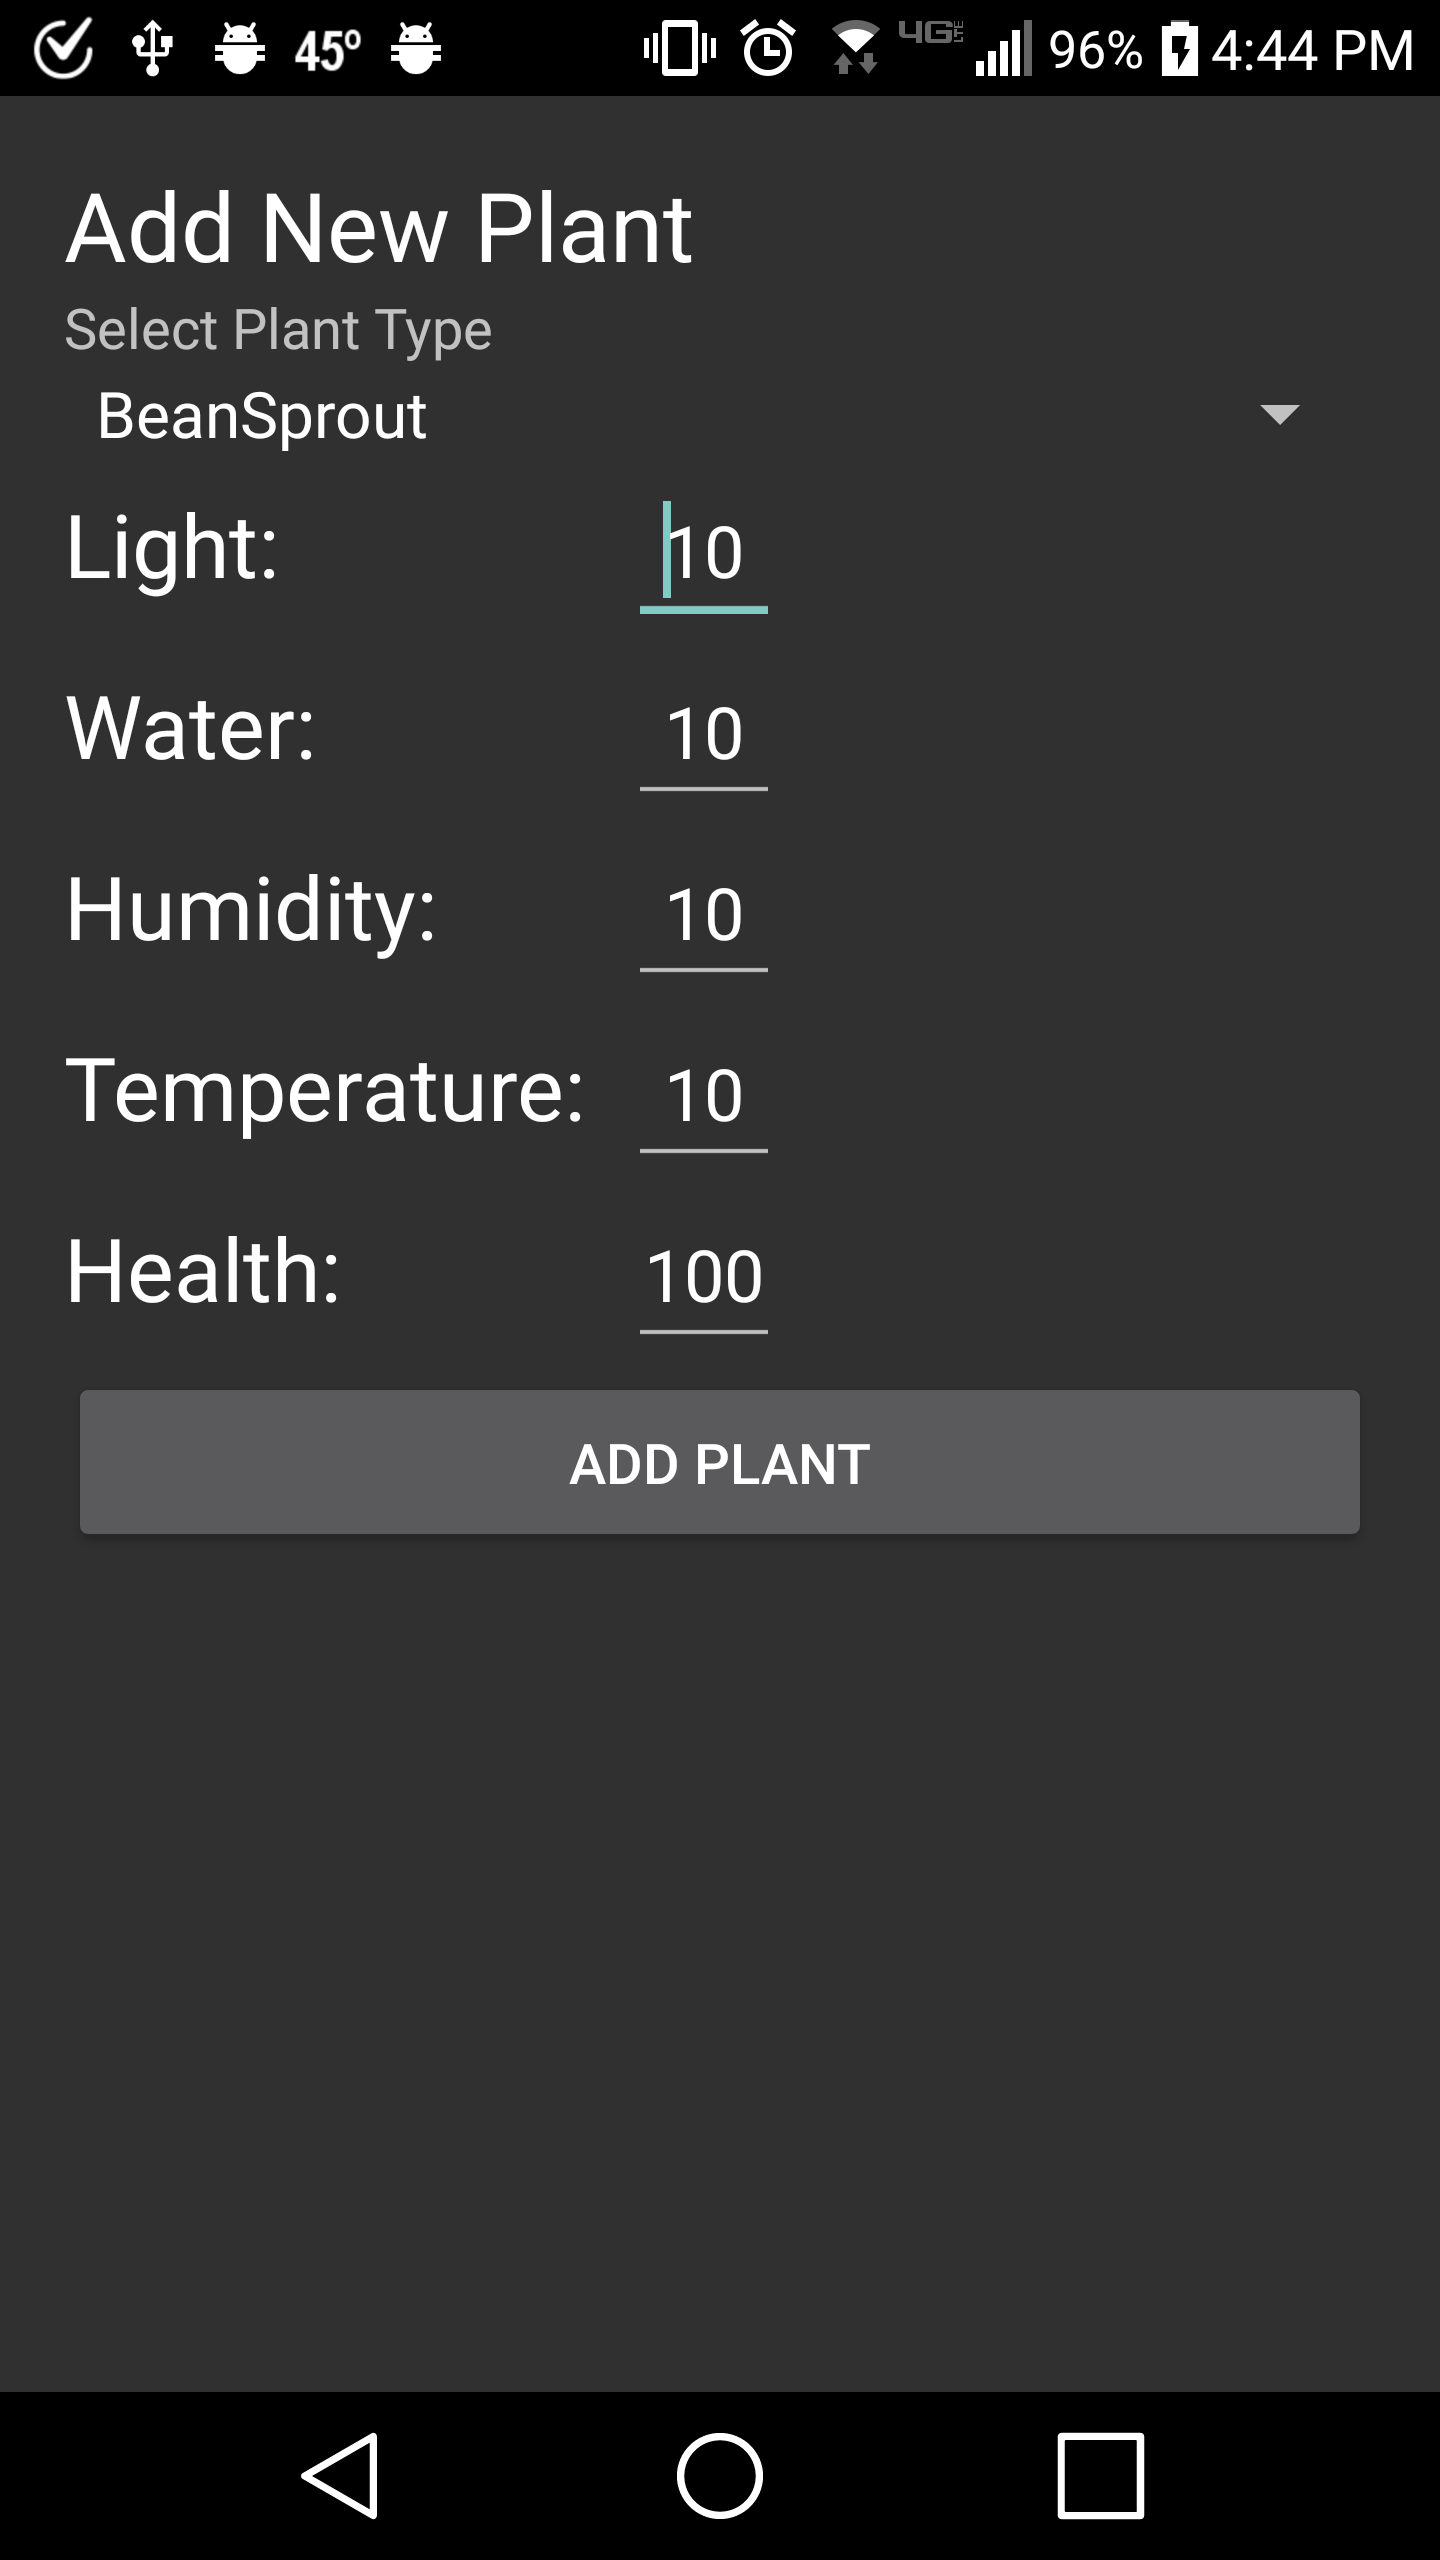 45º 4G LTE 96% 4:44 PM
Add New Plant
Select Plant Type
BeanSprout
Light: 10
Water: 10
Humidity: 10
Temperature: 10
Health: 100
ADD PLANT